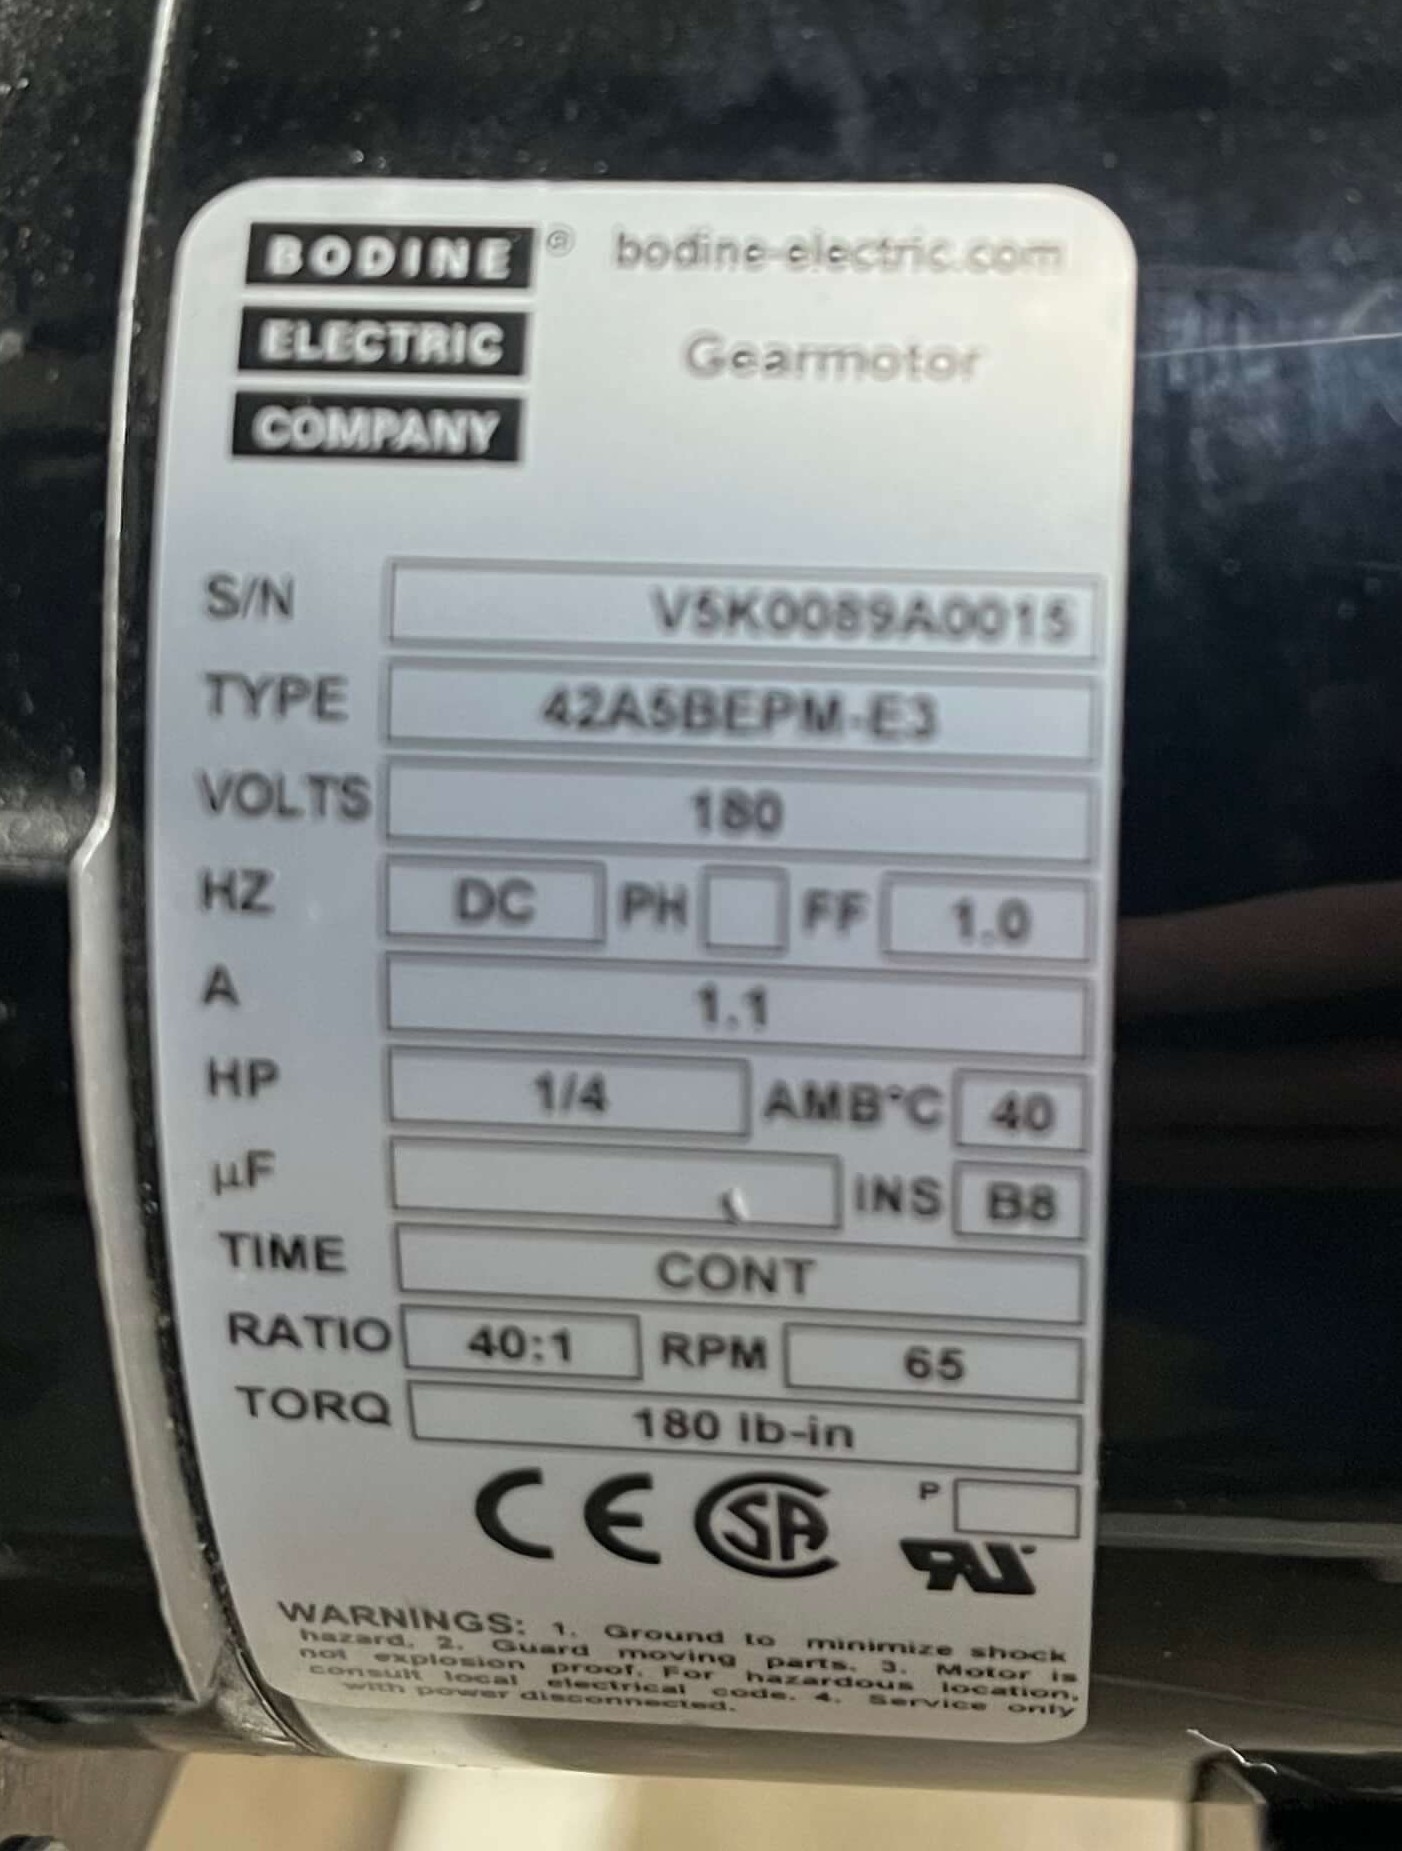 BODINE® bodine-electric.com
ELECTRIC Gearmotor
COMPANY
S/N V5K0089A0015
TYPE 42A5BEPM-E3
VOLTS 180
HZ DC PH FF 1.0
A 1.1
HP 1/4 AMB°C 40
µF INS B8
TIME CONT
RATIO 40:1 RPM 65
TORQ 180 lb-in
CE SA P
RU
WARNINGS: 1. Ground to minimize shock
hazard. 2. Guard moving parts. 3. Motor is
not explosion proof. For hazardous location,
consult local electrical code. 4. Service only
with power disconnected.